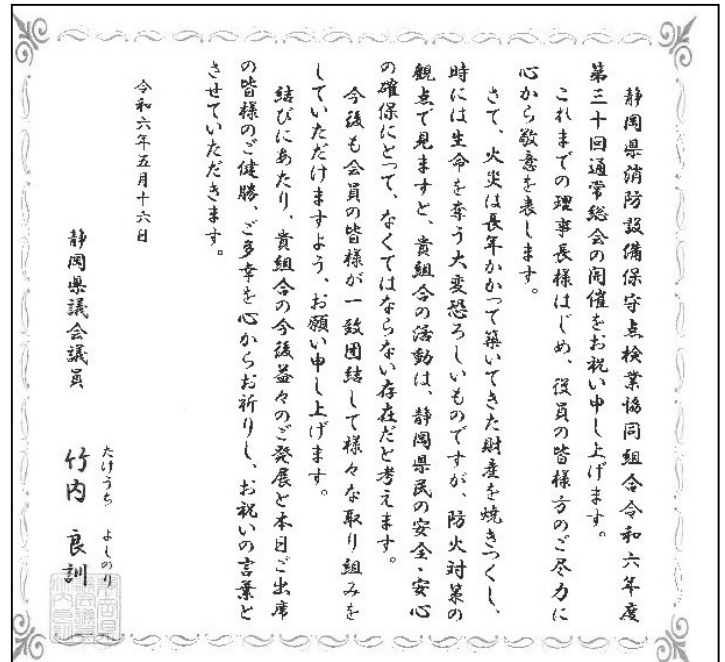 静岡県消防設備保守点検業協同組合令和六年度
第三十回通常総会の開催をお祝い申し上げます。
これまでの理事長様はじめ、役員の皆様方のご尽力に
心から敬意を表します。
さて、火災は長年かかって築いてきた財産を焼きつくし、
時には生命を奪う大変恐ろしいものですが、防火対策の
観点で見ますと、貴組合の活動は、静岡県民の安全・安心
の確保にとって、なくてはならない存在だと考えます。
今後も会員の皆様が一致団結して様々な取り組みを
していただけますよう、お願い申し上げます。
結びにあたり、貴組合の今後益々のご発展と本日ご出席
の皆様のご健勝、ご多幸を心からお祈りし、お祝いの言葉と
させていただきます。
令和六年五月十六日
静岡県議会議員
たけうち よしのり
竹内 良訓